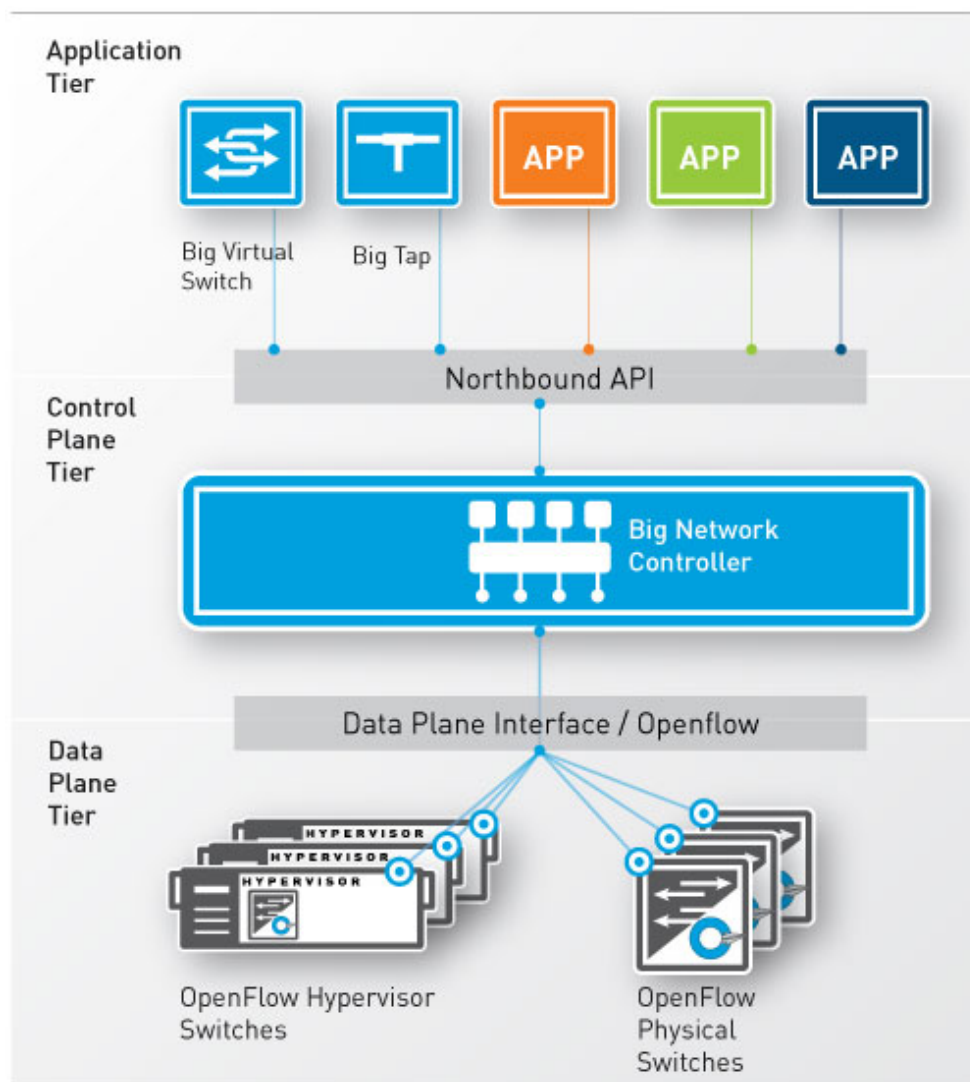 Application
Tier
APP
APP
APP
Big Virtual
Switch
Big Tap
Northbound API
Control
Plane
Tier
Big Network
Controller
Data Plane Interface / Openflow
Data
Plane
Tier
HYPERVISOR
HYPERVISOR
HYPERVISOR
OpenFlow Hypervisor
Switches
OpenFlow
Physical
Switches